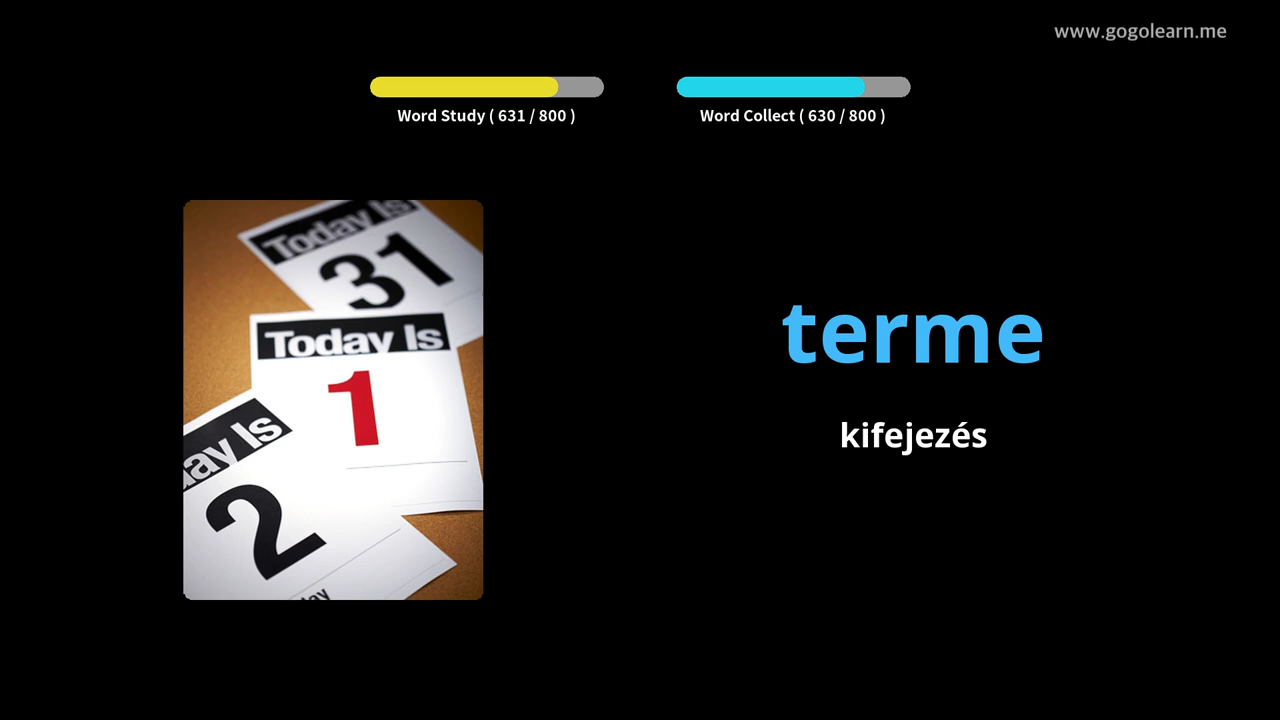 www.gogolearn.me
Word Study ( 631 / 800 )
Word Collect ( 630 / 800 )
Today Is
31
Today Is
1
ay Is
2
terme
kifejezés